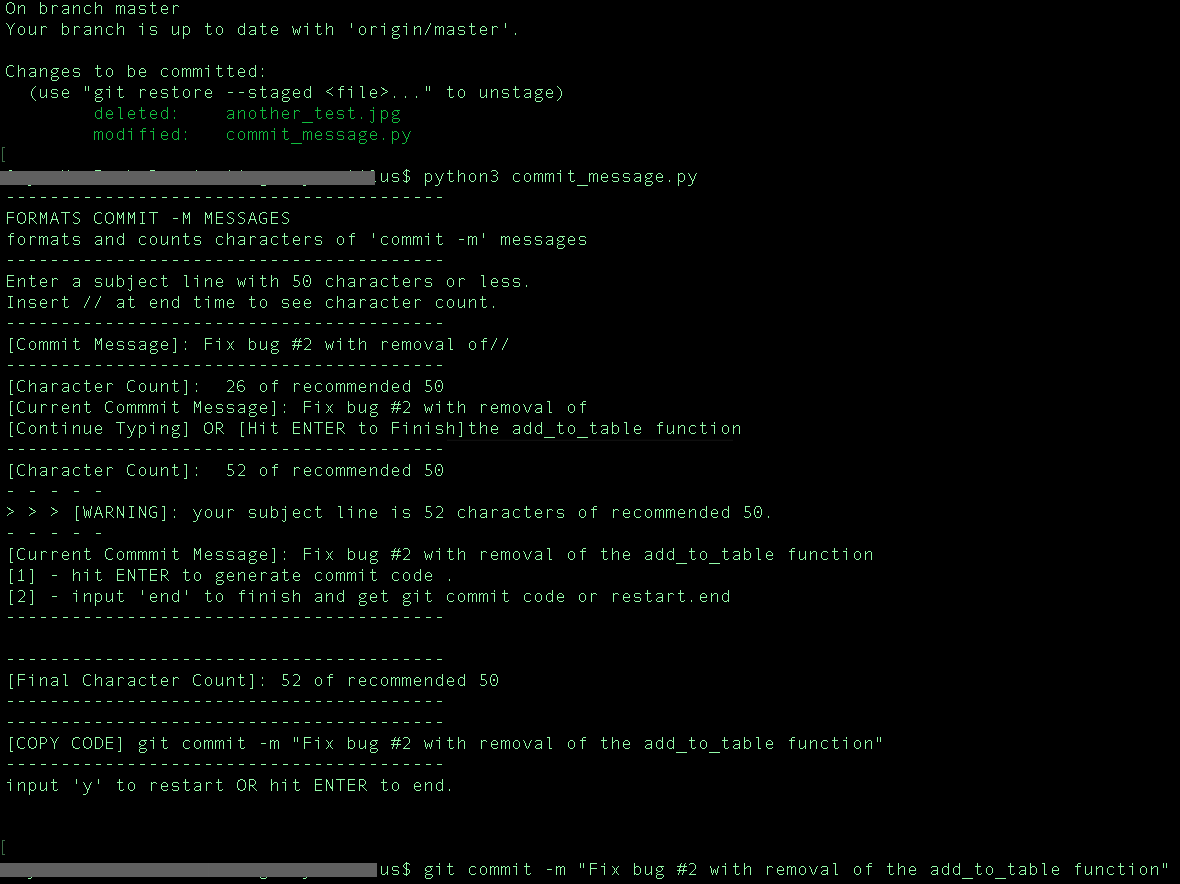 On branch master
Your branch is up to date with 'origin/master'.
Changes to be committed:
(use "git restore --staged <file>..." to unstage)
deleted: another_test.jpg
modified: commit_message.py
[
us$ python3 commit_message.py
----------------------------------------
FORMATS COMMIT -M MESSAGES
formats and counts characters of 'commit -m' messages
----------------------------------------
Enter a subject line with 50 characters or less.
Insert // at end time to see character count.
----------------------------------------
[Commit Message]: Fix bug #2 with removal of//
----------------------------------------
[Character Count]:  26 of recommended 50
[Current Commmit Message]: Fix bug #2 with removal of
[Continue Typing] OR [Hit ENTER to Finish]the add_to_table function
----------------------------------------
[Character Count]:  52 of recommended 50
- - - - -
> > > [WARNING]: your subject line is 52 characters of recommended 50.
- - - - -
[Current Commmit Message]: Fix bug #2 with removal of the add_to_table function
[1] - hit ENTER to generate commit code .
[2] - input 'end' to finish and get git commit code or restart.end
----------------------------------------
----------------------------------------
[Final Character Count]: 52 of recommended 50
----------------------------------------
----------------------------------------
[COPY CODE] git commit -m "Fix bug #2 with removal of the add_to_table function"
----------------------------------------
input 'y' to restart OR hit ENTER to end.
[
us$ git commit -m "Fix bug #2 with removal of the add_to_table function"